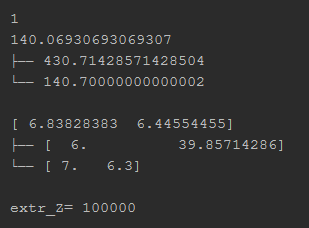 1
140.06930693069307
├── 430.71428571428504
└── 140.70000000000002

[ 6.83828383  6.44554455]
├── [  6.          39.85714286]
└── [ 7.   6.3]

extr_Z= 100000